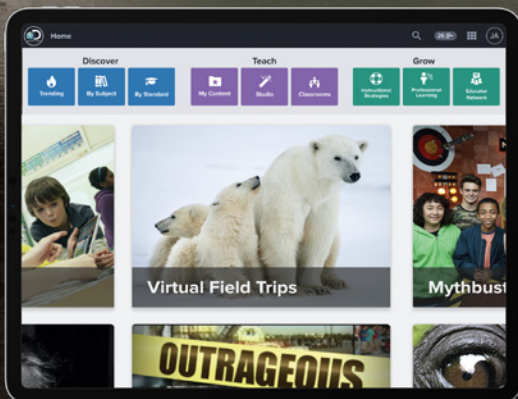 Home
JA
Discover
Teach
Grow
Trending
By Subject
By Standard
My Content
Studio
Classrooms
Instructional
Strategies
Professional
Learning
Educator
Network
Virtual Field Trips
Mythbust
OUTRAGEOUS